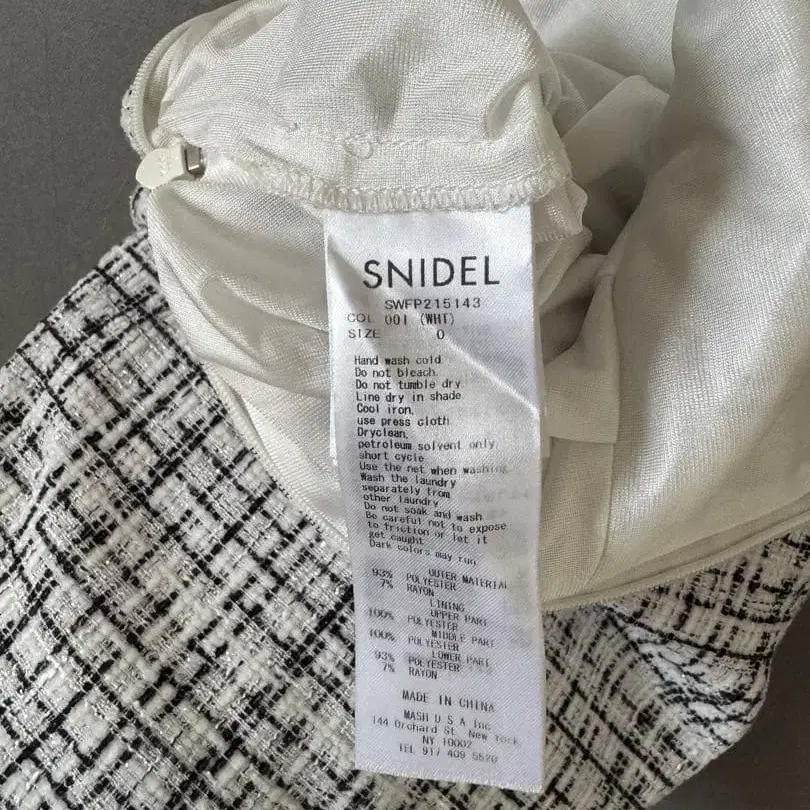 SNIDEL
SWFP215143
COL 001 (WHT)
SIZE 0
Hand wash cold
Do not bleach.
Do not tumble dry
Line dry in shade
Cool iron,
use press cloth
Dryclean,
petroleum solvent only,
short cycle
Use the net when washing
Wash the laundry
separately from
other laundry
Do not soak and wash
Be careful not to expose
to friction or let it
get caught
Dark colors may run
OUTER MATERIAL
93% POLYESTER
7% RAYON
LINING
UPPER PART
100% POLYESTER
MIDDLE PART
100% POLYESTER
LOWER PART
93% POLYESTER
7% RAYON
MADE IN CHINA
MASH U S A Inc
144 Orchard St. New York
NY 10002
TEL 917 409 5520